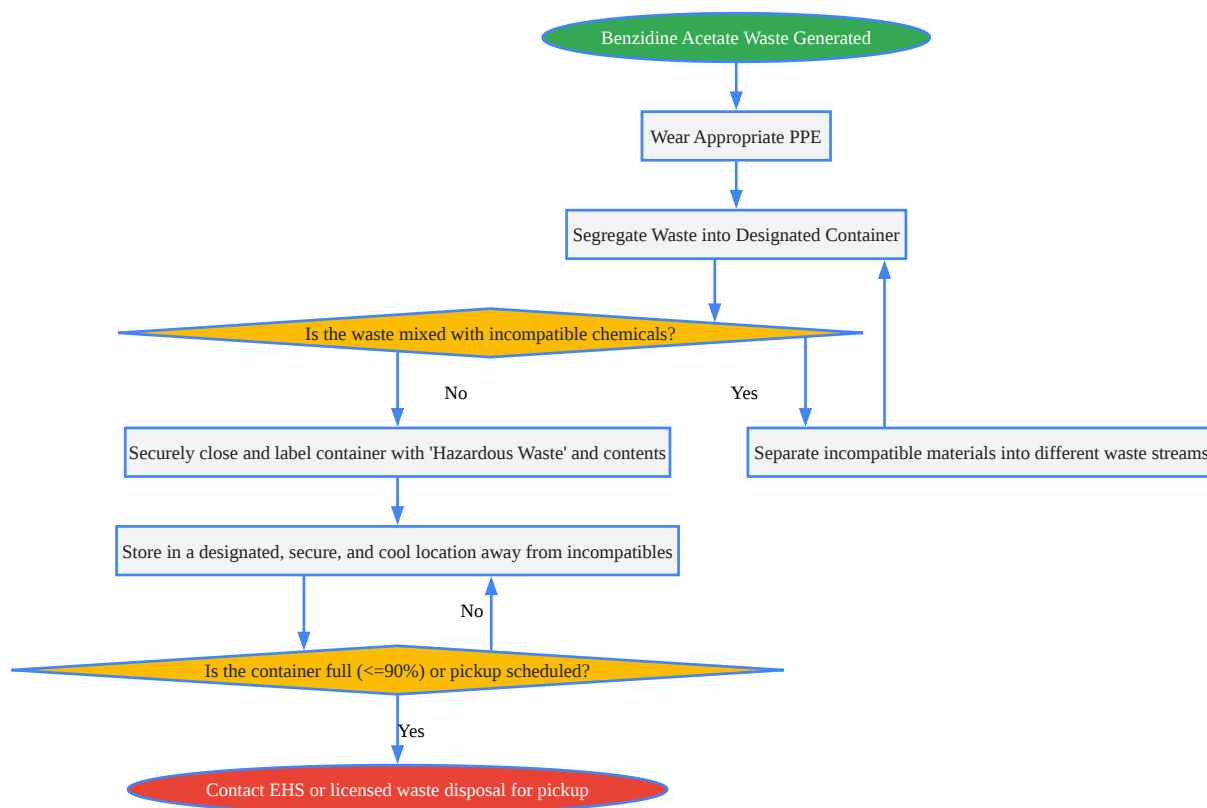 Benzidine Acetate Waste Generated
Wear Appropriate PPE
Segregate Waste into Designated Container
Is the waste mixed with incompatible chemicals?
No
Yes
Securely close and label container with 'Hazardous Waste' and contents
Separate incompatible materials into different waste streams
Store in a designated, secure, and cool location away from incompatibles
No
Is the container full (<=90%) or pickup scheduled?
Yes
Contact EHS or licensed waste disposal for pickup